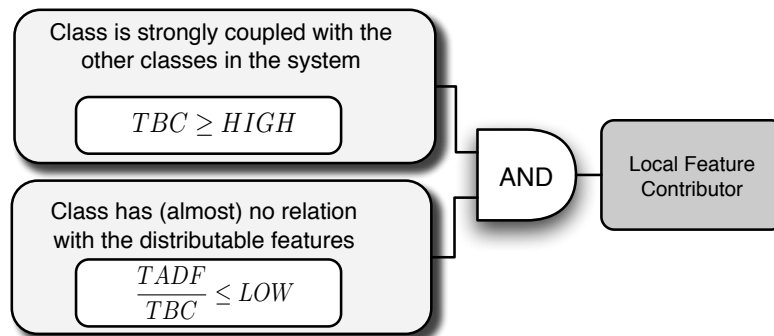 Class is strongly coupled with the
other classes in the system
TBC ≥ HIGH
AND
Local Feature
Contributor
Class has (almost) no relation
with the distributable features
TADF
TBC
≤ LOW